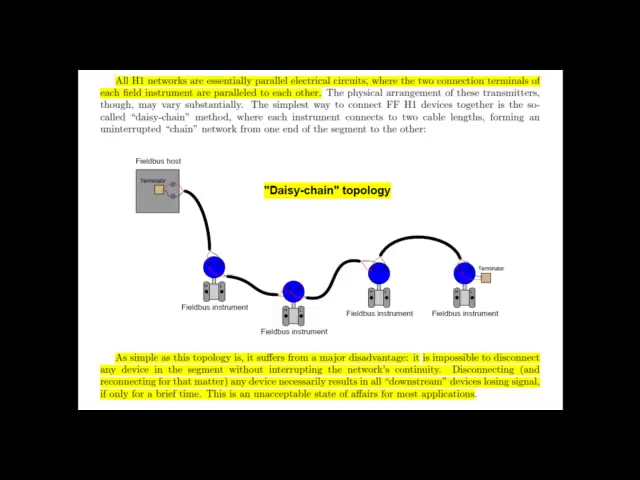 All H1 networks are essentially parallel electrical circuits, where the two connection terminals of
each field instrument are paralleled to each other. The physical arrangement of these transmitters,
though, may vary substantially. The simplest way to connect FF H1 devices together is the so-
called “daisy-chain” method, where each instrument connects to two cable lengths, forming an
uninterrupted “chain” network from one end of the segment to the other:
Fieldbus host
Terminator
"Daisy-chain" topology
Terminator
Fieldbus instrument
Fieldbus instrument
Fieldbus instrument
Fieldbus instrument
As simple as this topology is, it suffers from a major disadvantage: it is impossible to disconnect
any device in the segment without interrupting the network’s continuity. Disconnecting (and
reconnecting for that matter) any device necessarily results in all “downstream” devices losing signal,
if only for a brief time. This is an unacceptable state of affairs for most applications.